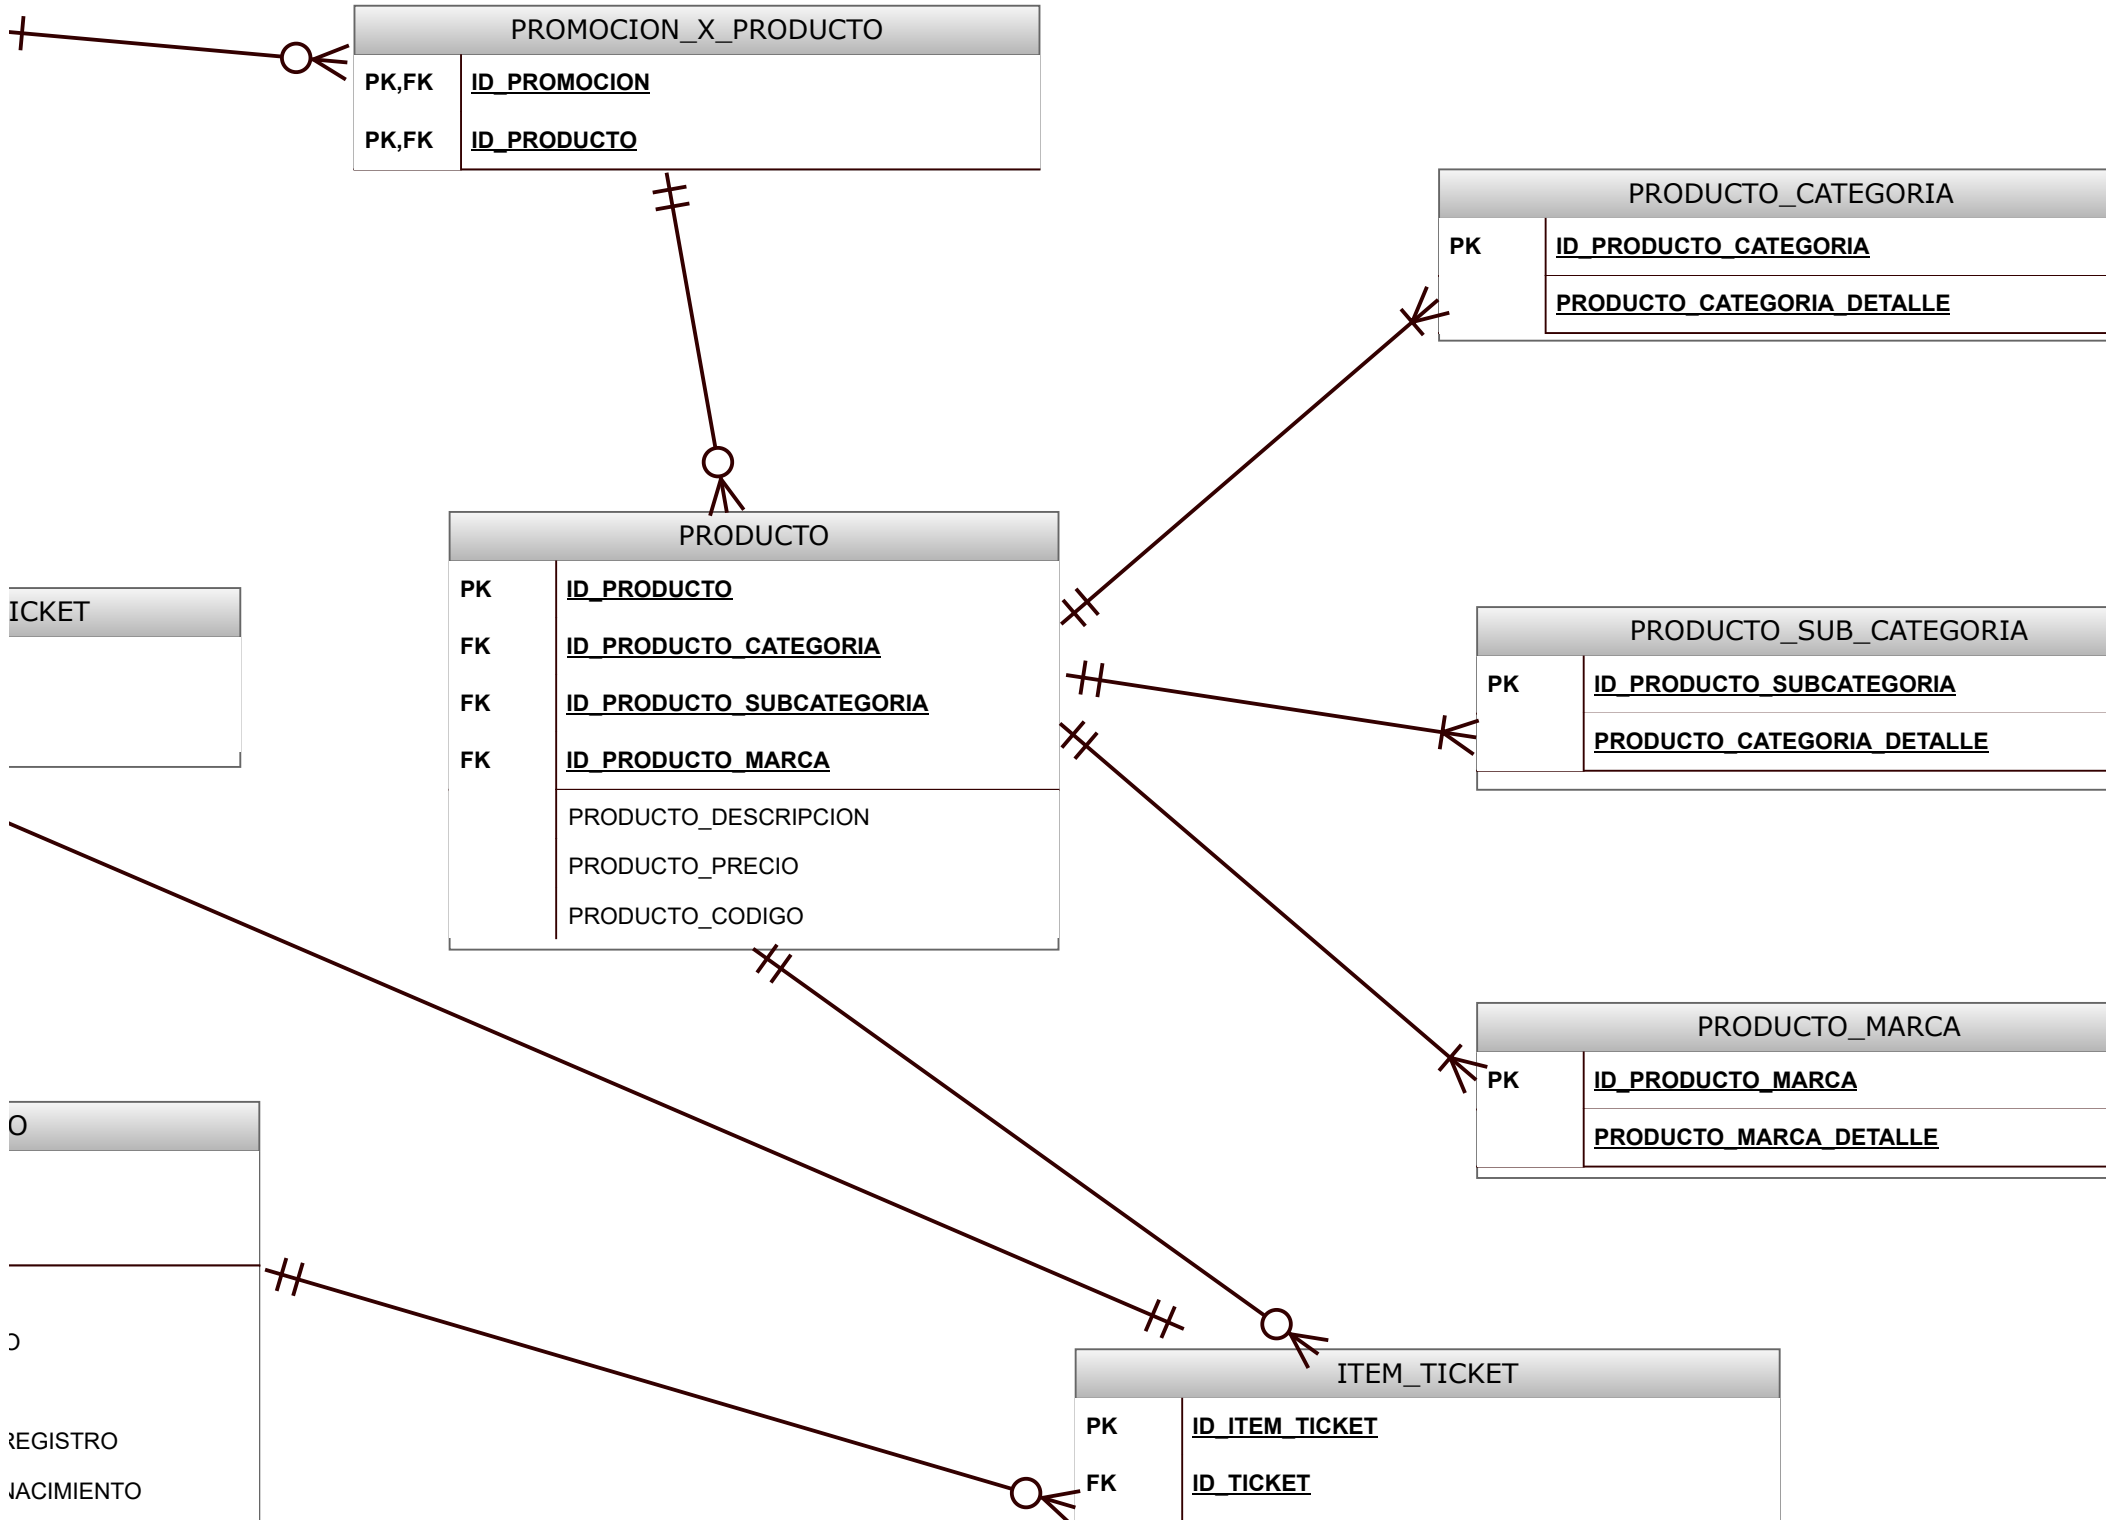 PROMOCION_X_PRODUCTO
PK,FK ID_PROMOCION
PK,FK ID_PRODUCTO
PRODUCTO_CATEGORIA
PK ID_PRODUCTO_CATEGORIA
PRODUCTO_CATEGORIA_DETALLE
PRODUCTO
PK ID_PRODUCTO
FK ID_PRODUCTO_CATEGORIA
FK ID_PRODUCTO_SUBCATEGORIA
FK ID_PRODUCTO_MARCA
PRODUCTO_DESCRIPCION
PRODUCTO_PRECIO
PRODUCTO_CODIGO
ICKET
PRODUCTO_SUB_CATEGORIA
PK ID_PRODUCTO_SUBCATEGORIA
PRODUCTO_CATEGORIA_DETALLE
PRODUCTO_MARCA
PK ID_PRODUCTO_MARCA
PRODUCTO_MARCA_DETALLE
O
O
REGISTRO
NACIMIENTO
ITEM_TICKET
PK ID_ITEM_TICKET
FK ID_TICKET